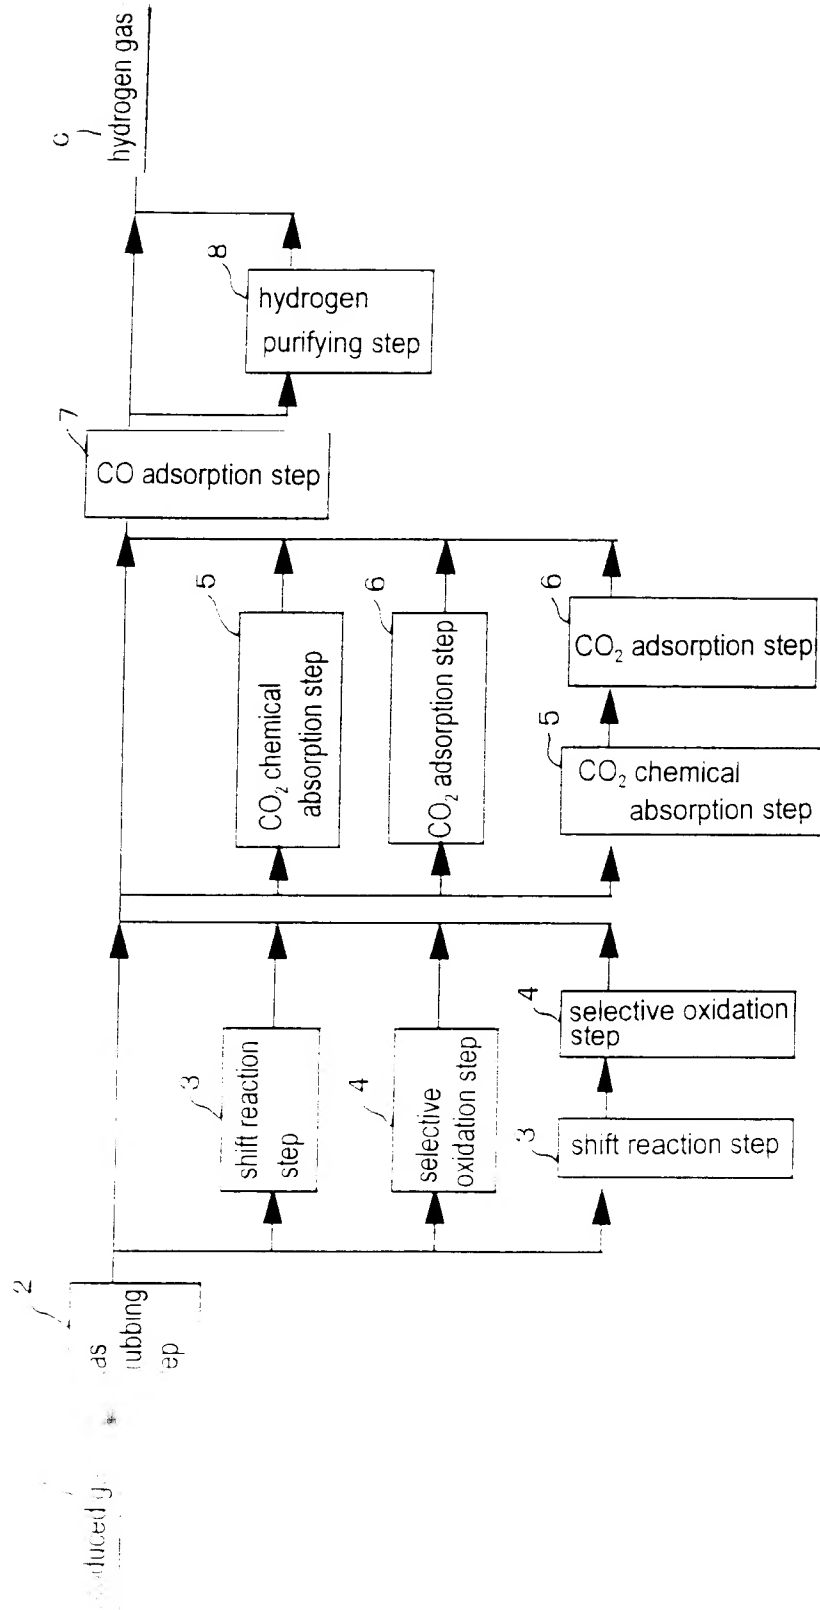 2
3
shift reaction
step
4
selective
oxidation step
3
shift reaction step
4
selective oxidation
step
5
CO₂ chemical
absorption step
6
CO₂ adsorption step
5
CO₂ chemical
absorption step
6
CO₂ adsorption step
7
CO adsorption step
8
hydrogen
purifying step
c
hydrogen gas